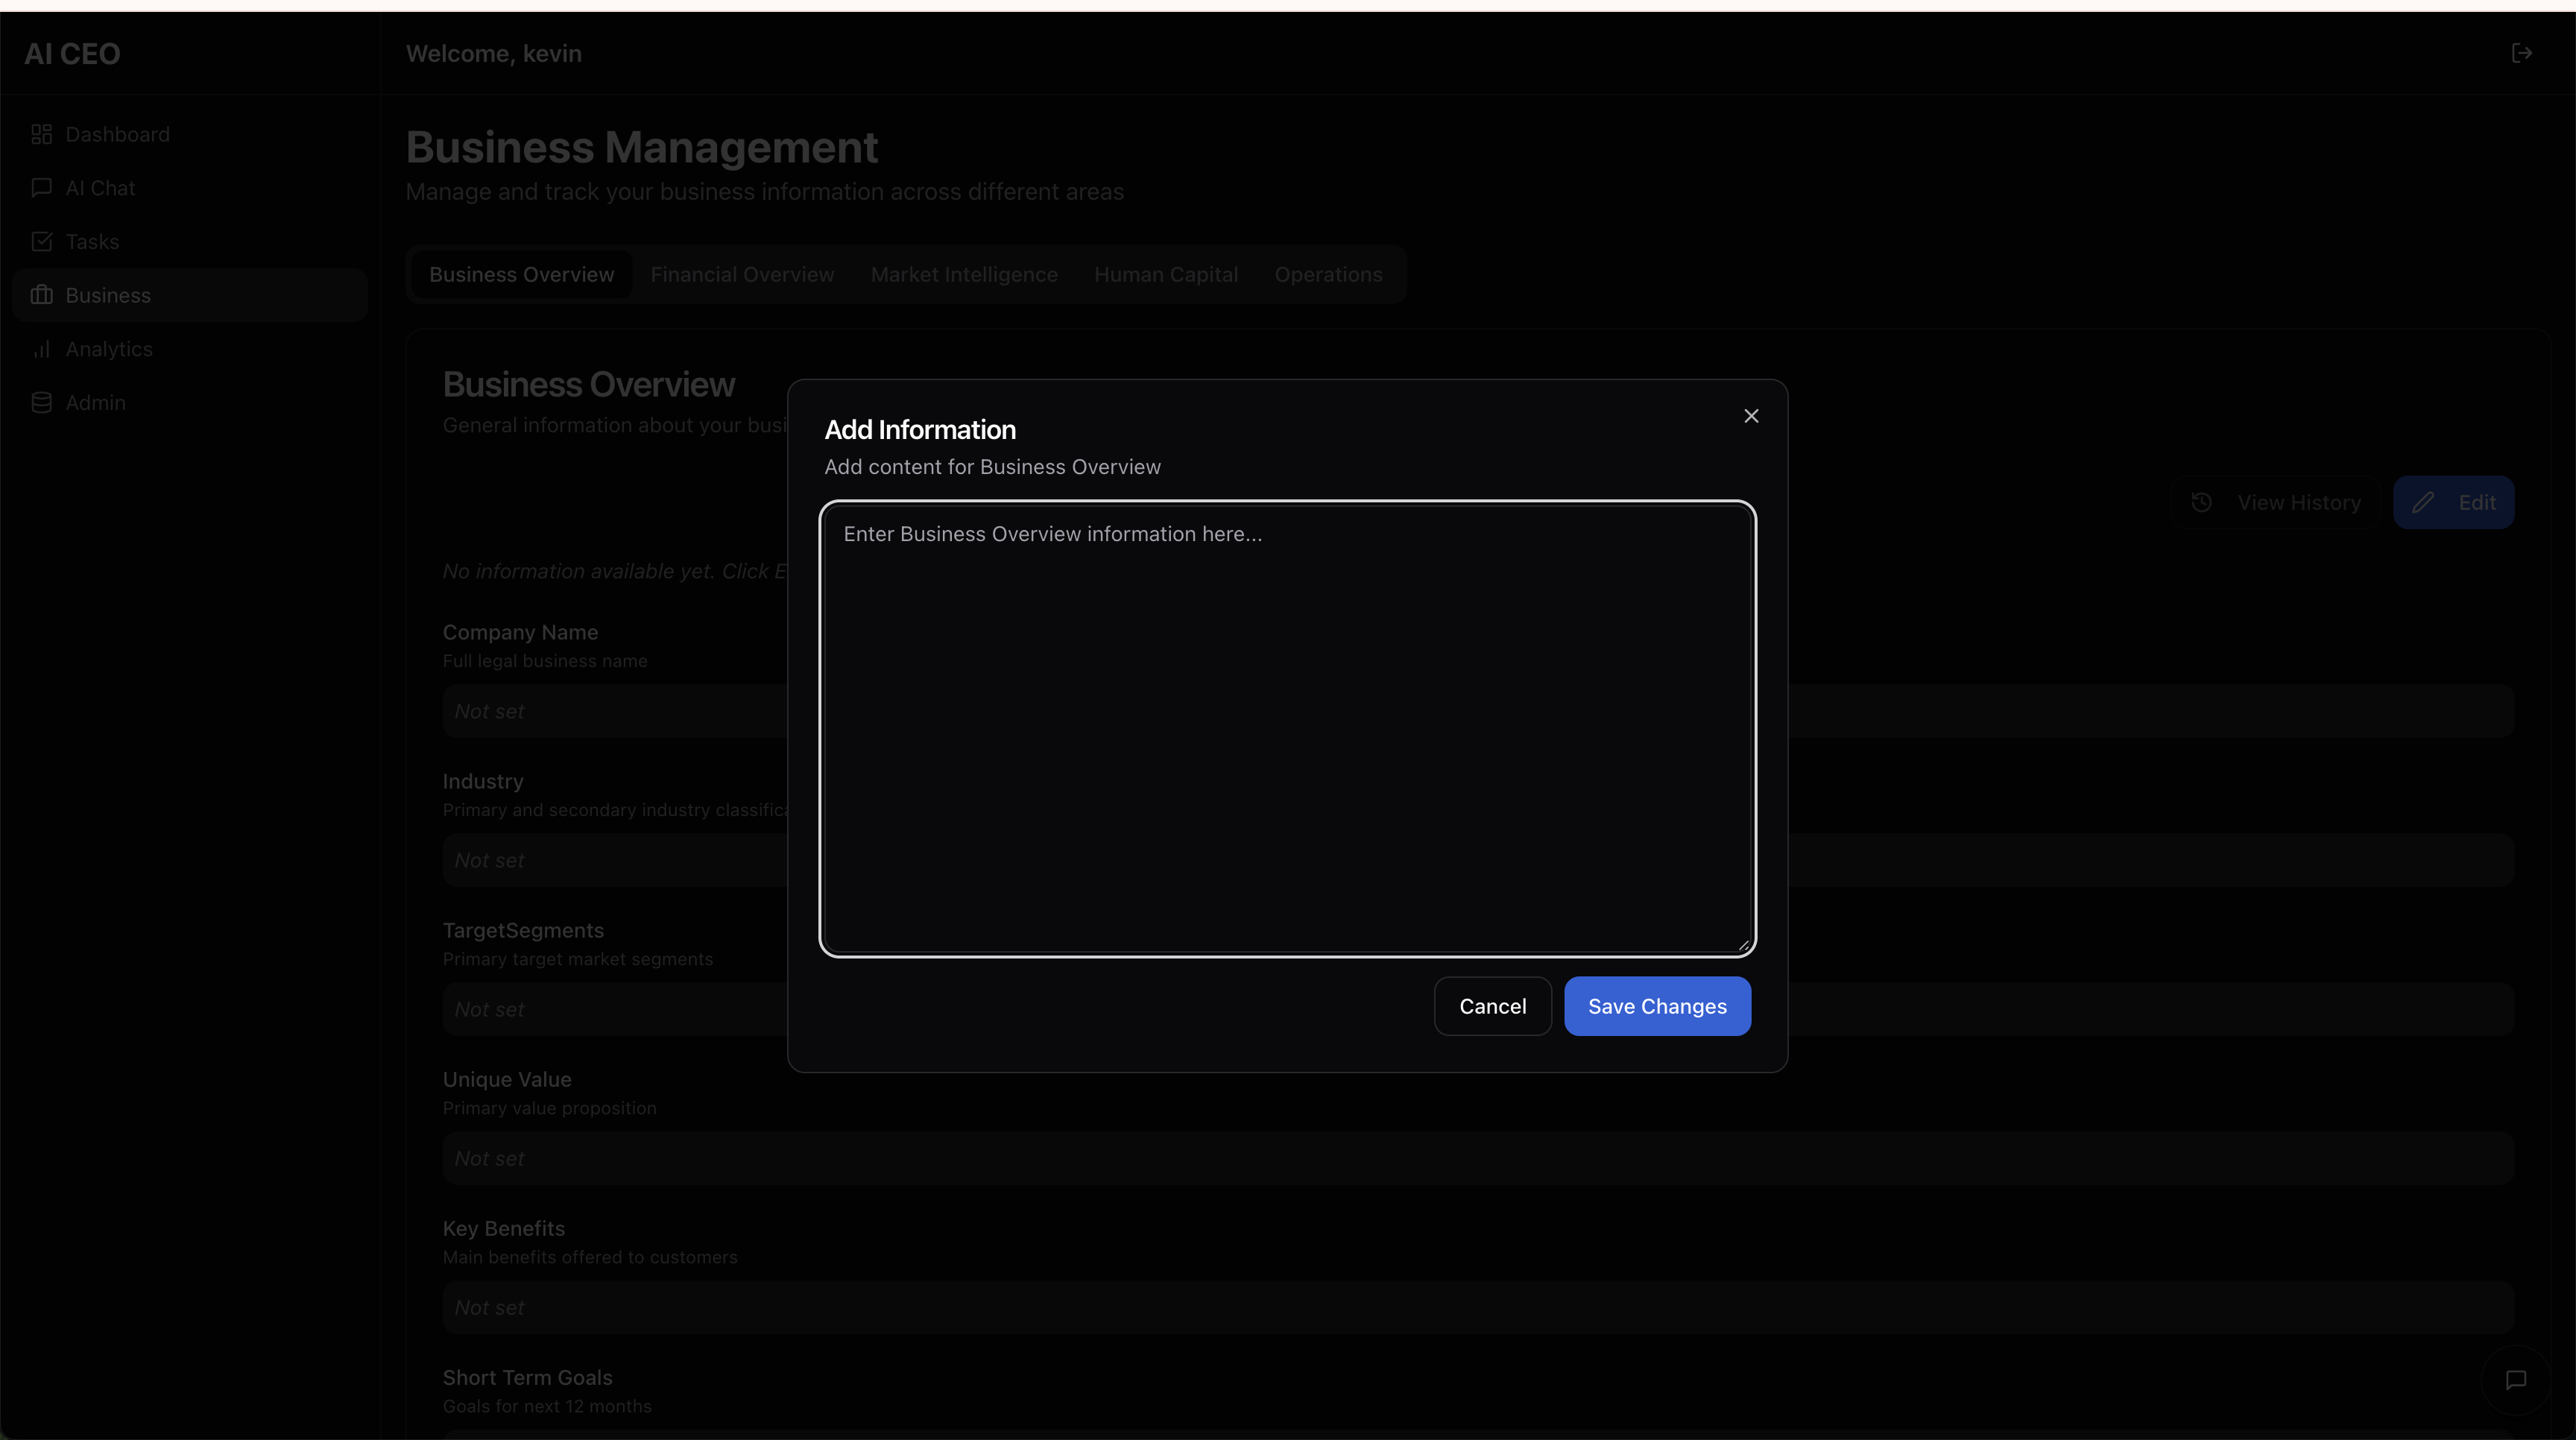 AI CEO
Welcome, kevin
Dashboard
AI Chat
Tasks
Business
Analytics
Admin
Business Management
Manage and track your business information across different areas
Business Overview
Financial Overview
Market Intelligence
Human Capital
Operations
Business Overview
General information about your busi
View History
Edit
No information available yet. Click E
Company Name
Full legal business name
Not set
Industry
Primary and secondary industry classific
Not set
TargetSegments
Primary target market segments
Not set
Unique Value
Primary value proposition
Not set
Key Benefits
Main benefits offered to customers
Not set
Short Term Goals
Goals for next 12 months
Add Information
Add content for Business Overview
Enter Business Overview information here...
Cancel
Save Changes